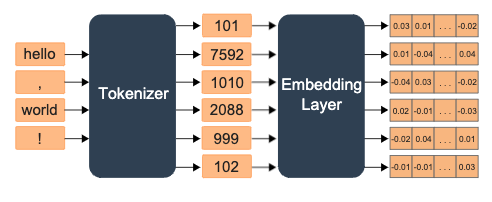 101
0.03 0.01 . . . -0.02
hello
7592
0.01 -0.04 . . . 0.04
,
1010
-0.04 0.03 . . . -0.02
Tokenizer
Embedding
Layer
world
2088
0.02 -0.01 . . . -0.03
!
999
-0.02 0.04 . . . 0.01
102
-0.01 -0.01 . . . 0.03